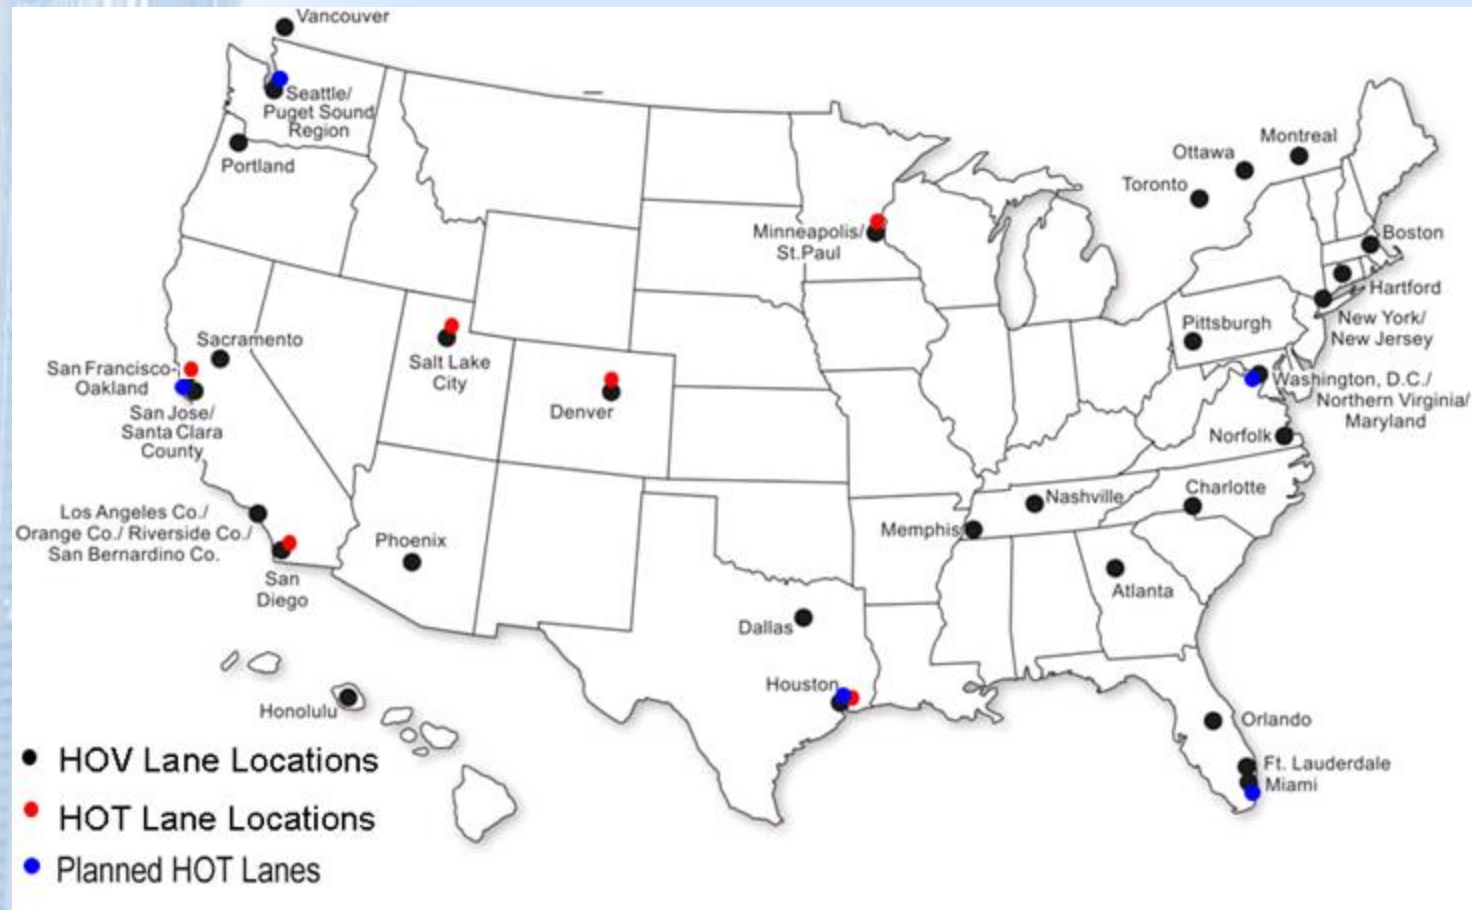 Vancouver
Seattle/
Puget Sound
Region
Portland
Montreal
Ottawa
Toronto
Minneapolis/
St.Paul
Boston
Hartford
New York/
New Jersey
Pittsburgh
Sacramento
San Francisco-
Oakland
San Jose/
Santa Clara
County
Salt Lake
City
Denver
Washington, D.C./
Northern Virginia/
Maryland
Norfolk
Los Angeles Co./
Orange Co./ Riverside Co./
San Bernardino Co.
San
Diego
Phoenix
Nashville
Charlotte
Memphis
Atlanta
Dallas
Houston
Honolulu
Orlando
Ft. Lauderdale
Miami
HOV Lane Locations
HOT Lane Locations
Planned HOT Lanes